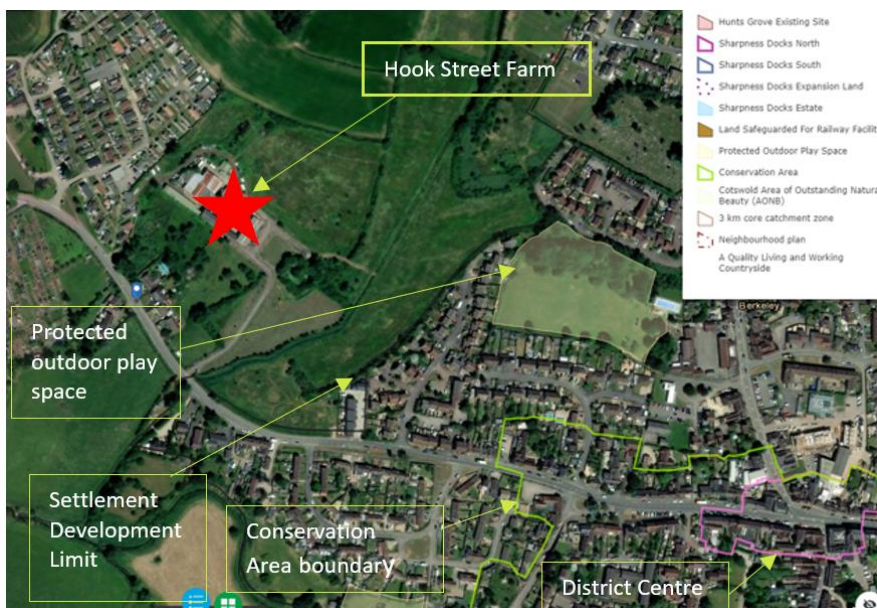 Hook Street Farm
Hunts Grove Existing Site
Sharpness Docks North
Sharpness Docks South
Sharpness Docks Expansion Land
Sharpness Docks Estate
Land Safeguarded For Railway Facilit
Protected Outdoor Play Space
Conservation Area
Cotswold Area of Outstanding Natura
Beauty (AONB)
3 km core catchment zone
Neighbourhood plan
A Quality Living and Working
Countryside
Berkeley
Protected
outdoor play
space
Settlement
Development
Limit
Conservation
Area boundary
District Centre